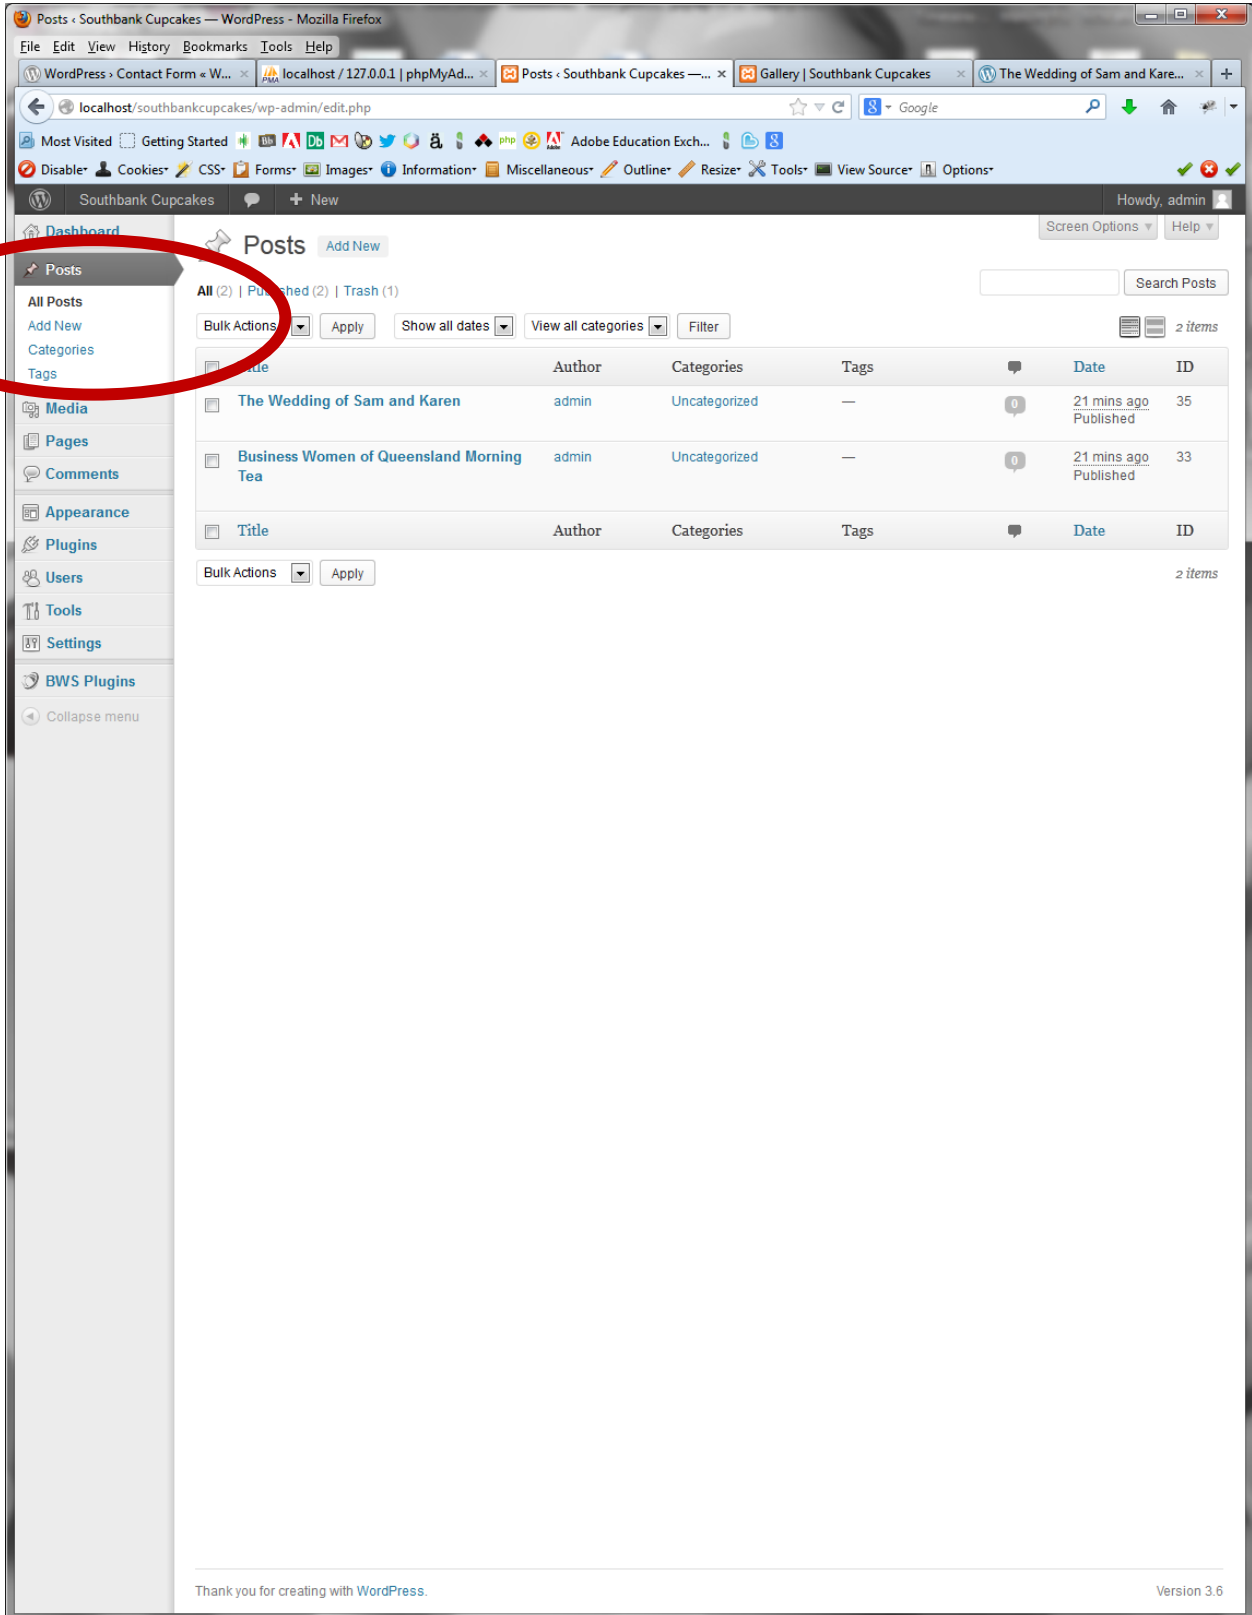 Posts ‹ Southbank Cupcakes — WordPress - Mozilla Firefox
File Edit View History Bookmarks Tools Help
WordPress › Contact Form « W... localhost / 127.0.0.1 | phpMyAd... Posts ‹ Southbank Cupcakes —... Gallery | Southbank Cupcakes The Wedding of Sam and Kare...
localhost/southbankcupcakes/wp-admin/edit.php Google
Most Visited Getting Started Bb Db ä php Adobe Education Exch... 8
Disable Cookies CSS Forms Images Information Miscellaneous Outline Resize Tools View Source Options
Southbank Cupcakes + New Howdy, admin
Screen Options Help
Dashboard
Posts
All Posts
Add New
Categories
Tags
Media
Pages
Comments
Appearance
Plugins
Users
Tools
Settings
BWS Plugins
Collapse menu
Posts Add New
All (2) | Published (2) | Trash (1) Search Posts
Bulk Actions Apply Show all dates View all categories Filter 2 items
Title Author Categories Tags Date ID
The Wedding of Sam and Karen admin Uncategorized — 0 21 mins ago 35
Published
Business Women of Queensland Morning admin Uncategorized — 0 21 mins ago 33
Tea Published
Title Author Categories Tags Date ID
Bulk Actions Apply 2 items
Thank you for creating with WordPress. Version 3.6